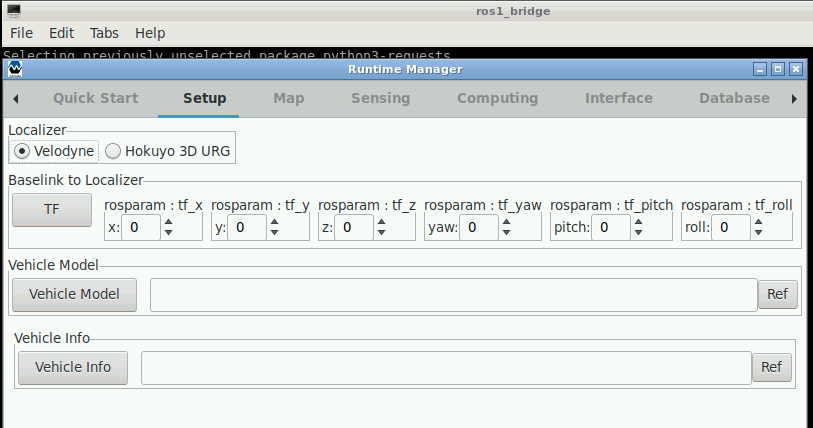 ros1_bridge
File Edit Tabs Help
Selecting previously unselected package python3-requests
Runtime Manager
Quick Start Setup Map Sensing Computing Interface Database
Localizer
Velodyne Hokuyo 3D URG
Baselink to Localizer
TF
rosparam : tf_x rosparam : tf_y rosparam : tf_z rosparam : tf_yaw rosparam : tf_pitch rosparam : tf_roll
x: 0 y: 0 z: 0 yaw: 0 pitch: 0 roll: 0
Vehicle Model
Vehicle Model Ref
Vehicle Info
Vehicle Info Ref